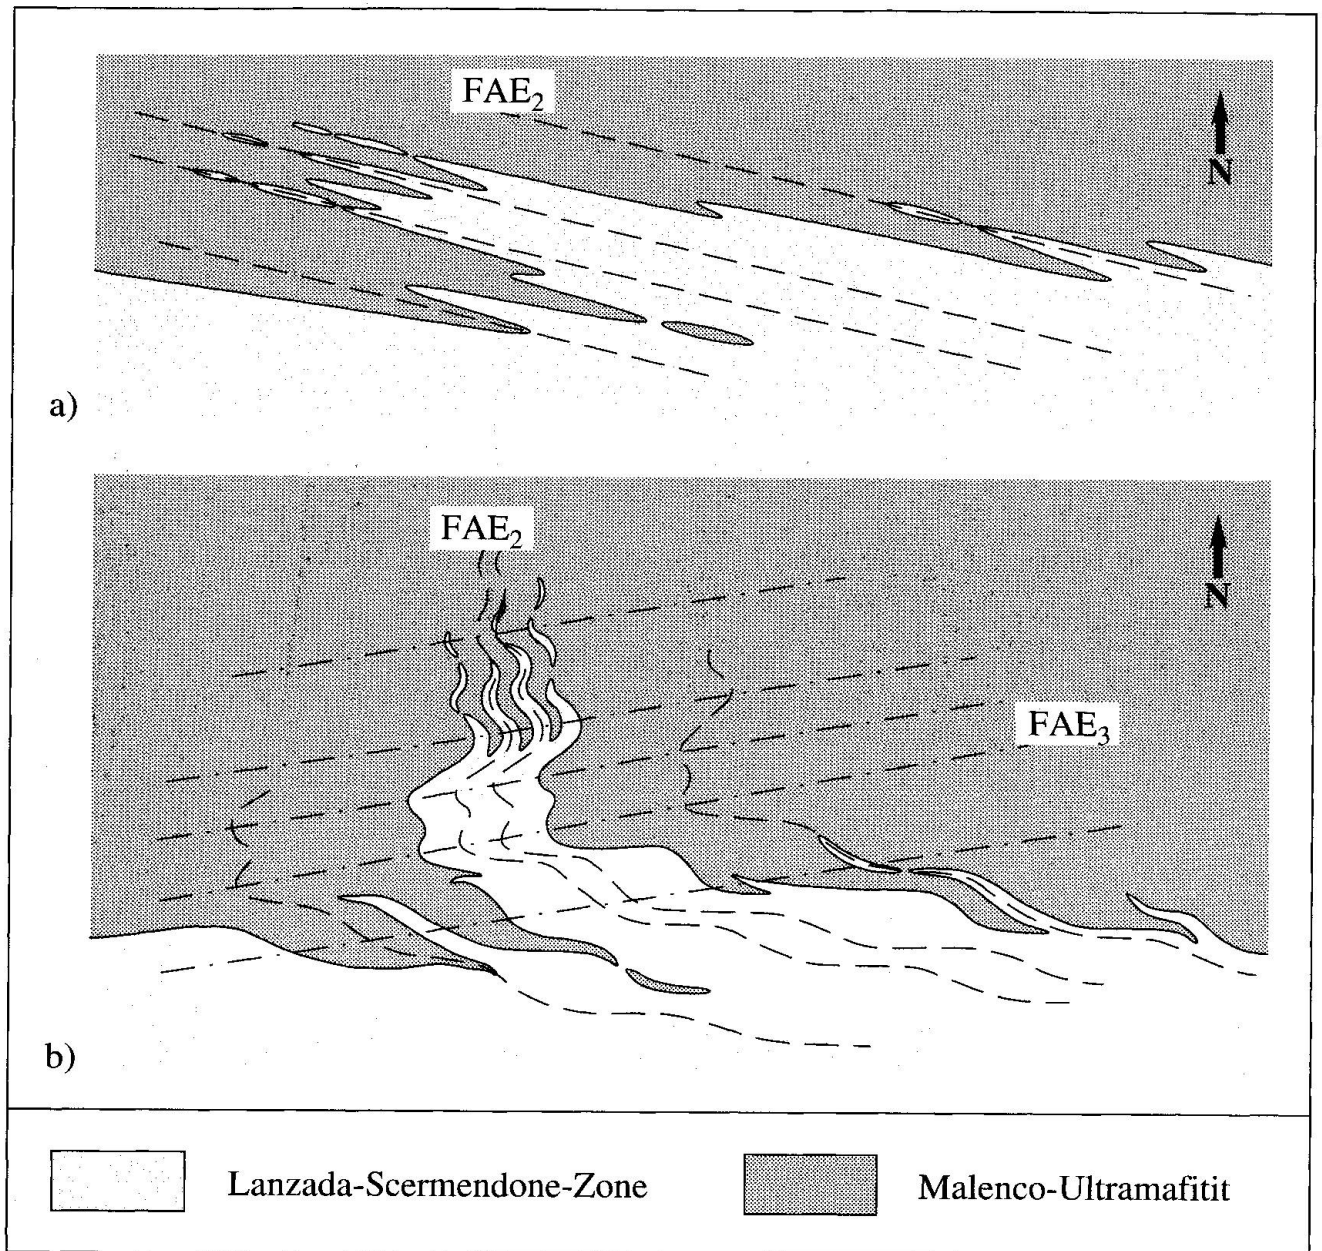 FAE₂
N
a)
FAE₂
N
FAE₃
b)
Lanzada-Scermendone-Zone
Malenco-Ultramafitit